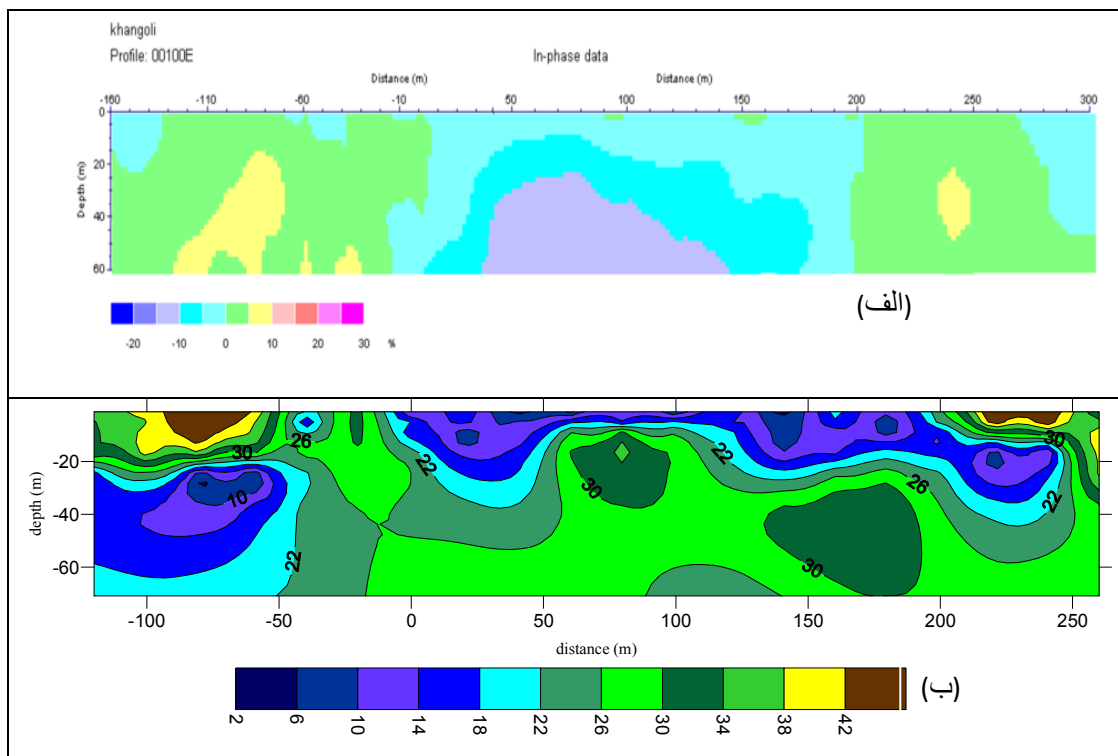 khangoli
Profile: 00100E
In-phase data
Distance (m)
Distance (m)
-160 -110 -60 -10 50 100 150 200 250 300
0
20
40
60
Depth (m)
-20 -10 0 10 20 30 %
(الف)
26
30
22
22
30
10
26
30
22
22
30
30
-20
-40
-60
depth (m)
-100 -50 0 50 100 150 200 250
distance (m)
2 6 10 14 18 22 26 30 34 38 42
(ب)